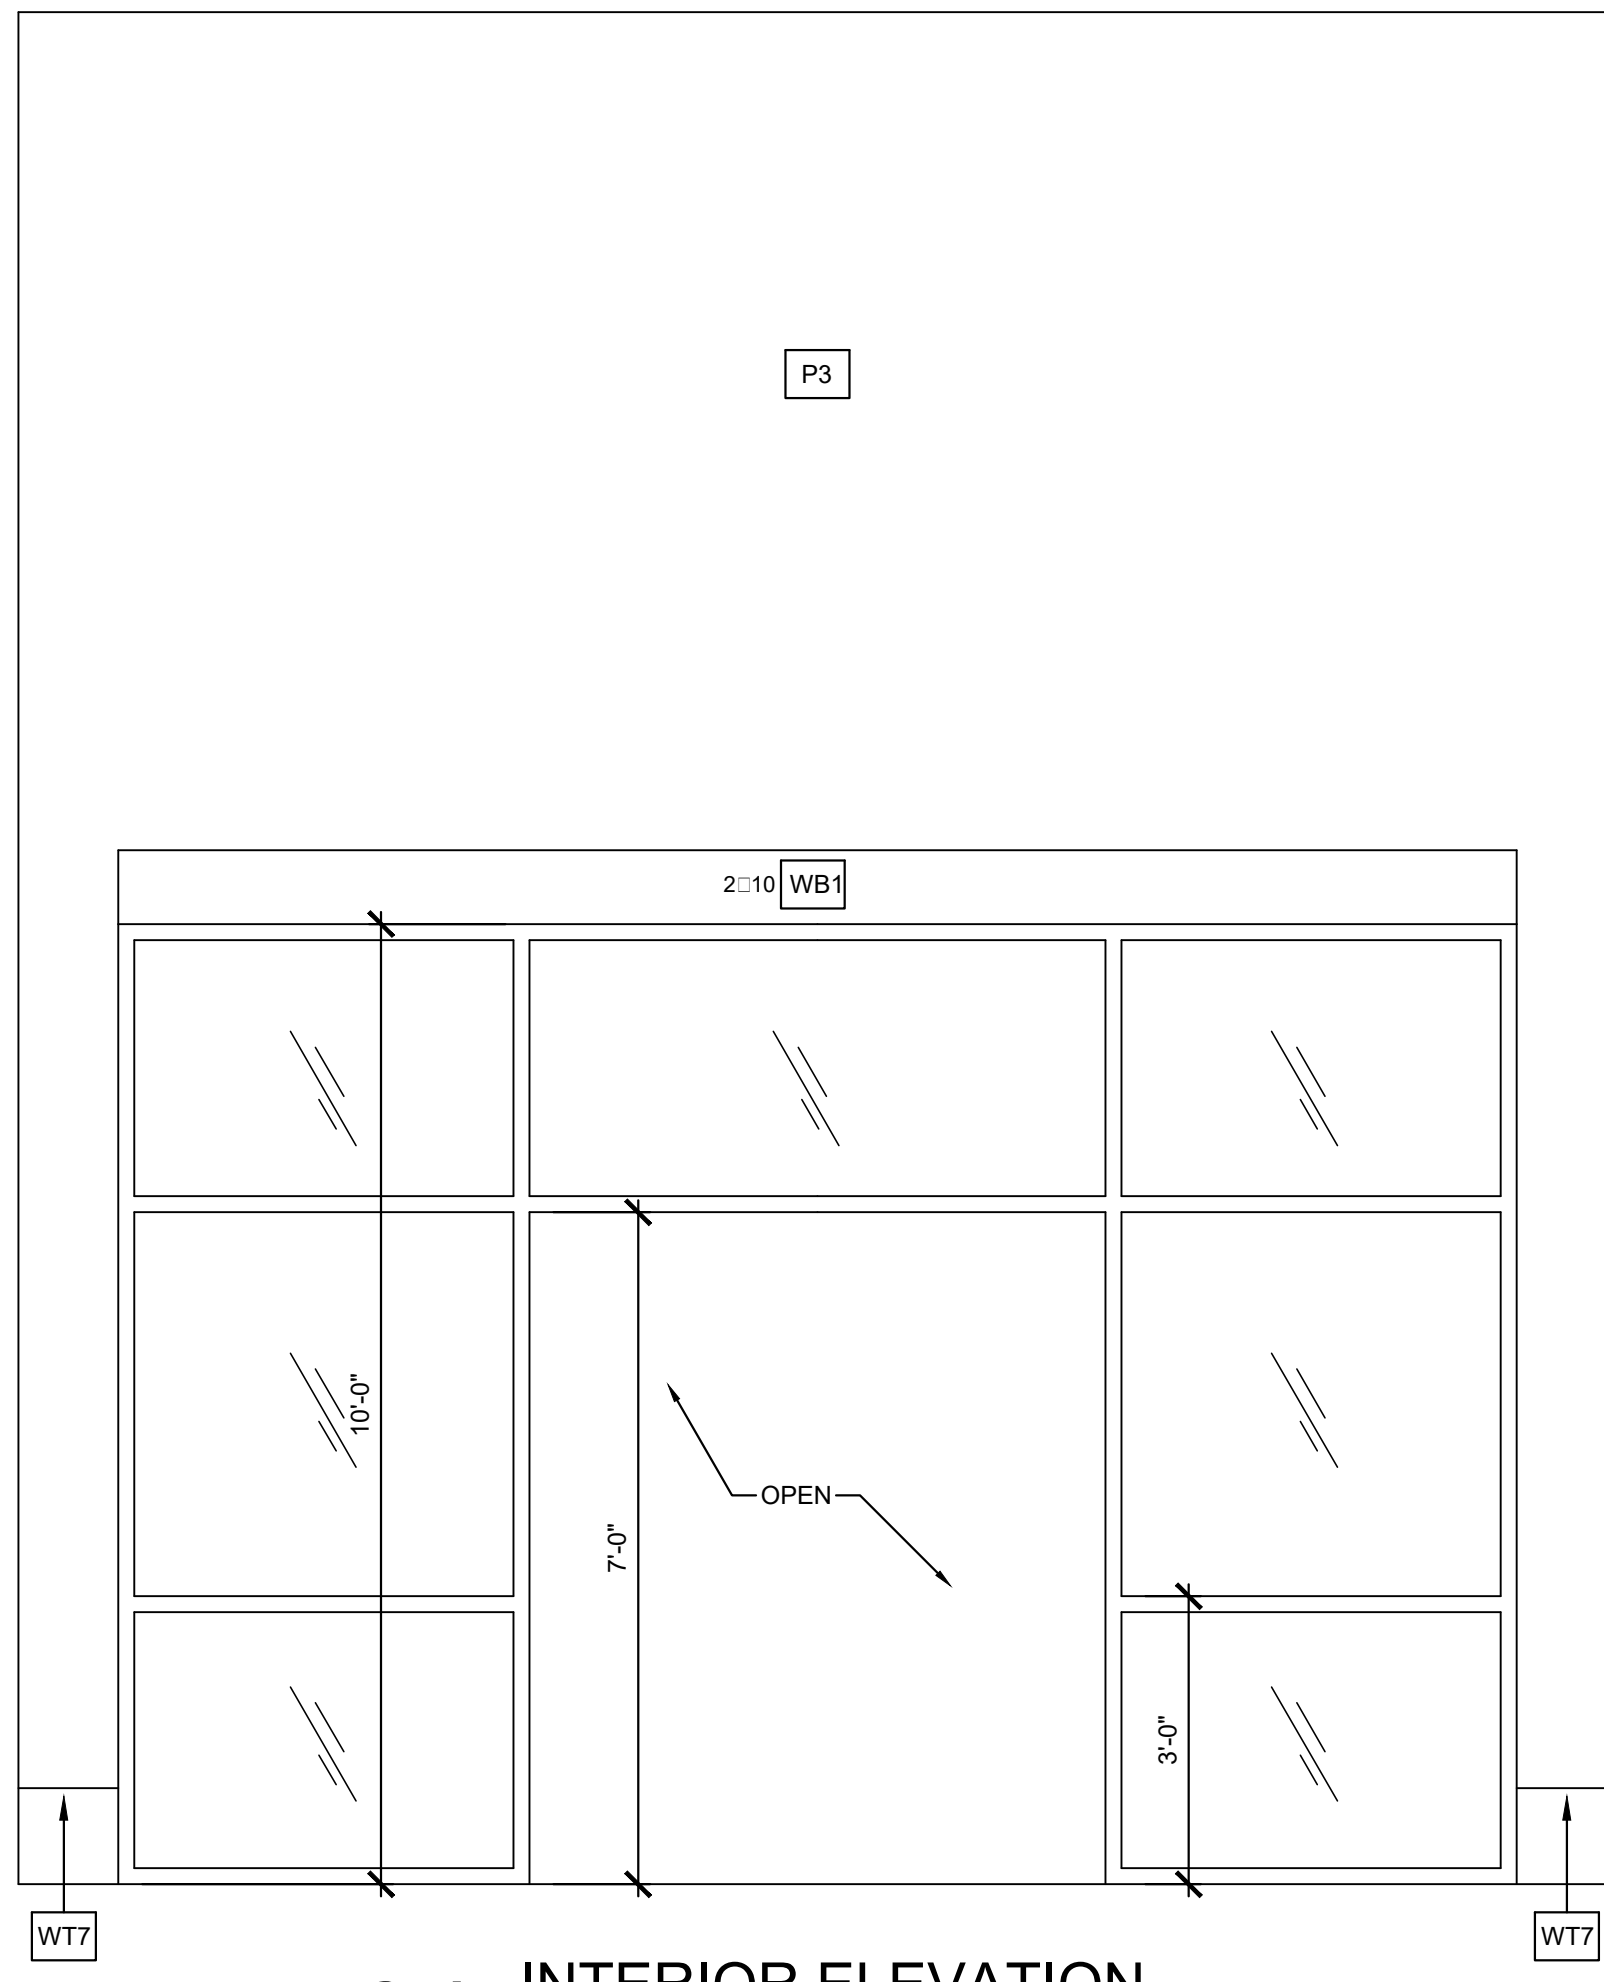 P3
2□10 WB1
10'-0"
OPEN
7'-0"
3'-0"
WT7
WT7
INTERIOR ELEVATION